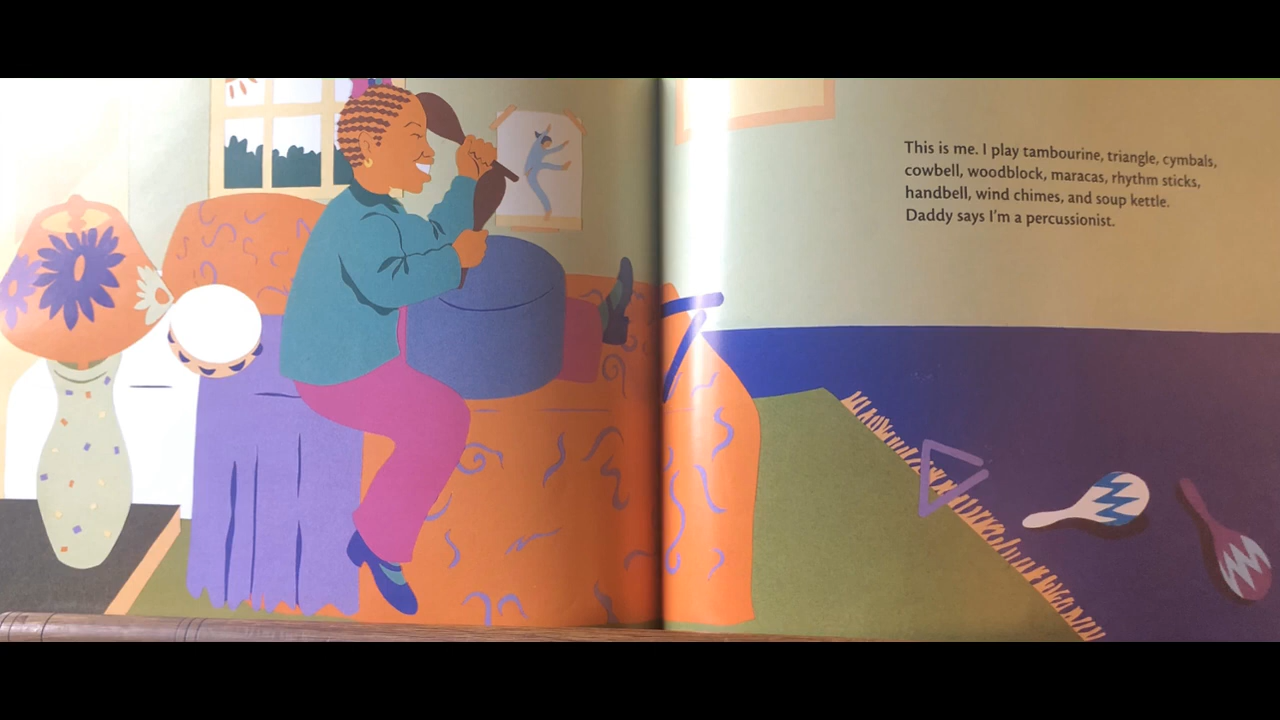 This is me. I play tambourine, triangle, cymbals,
cowbell, woodblock, maracas, rhythm sticks,
handbell, wind chimes, and soup kettle.
Daddy says I'm a percussionist.